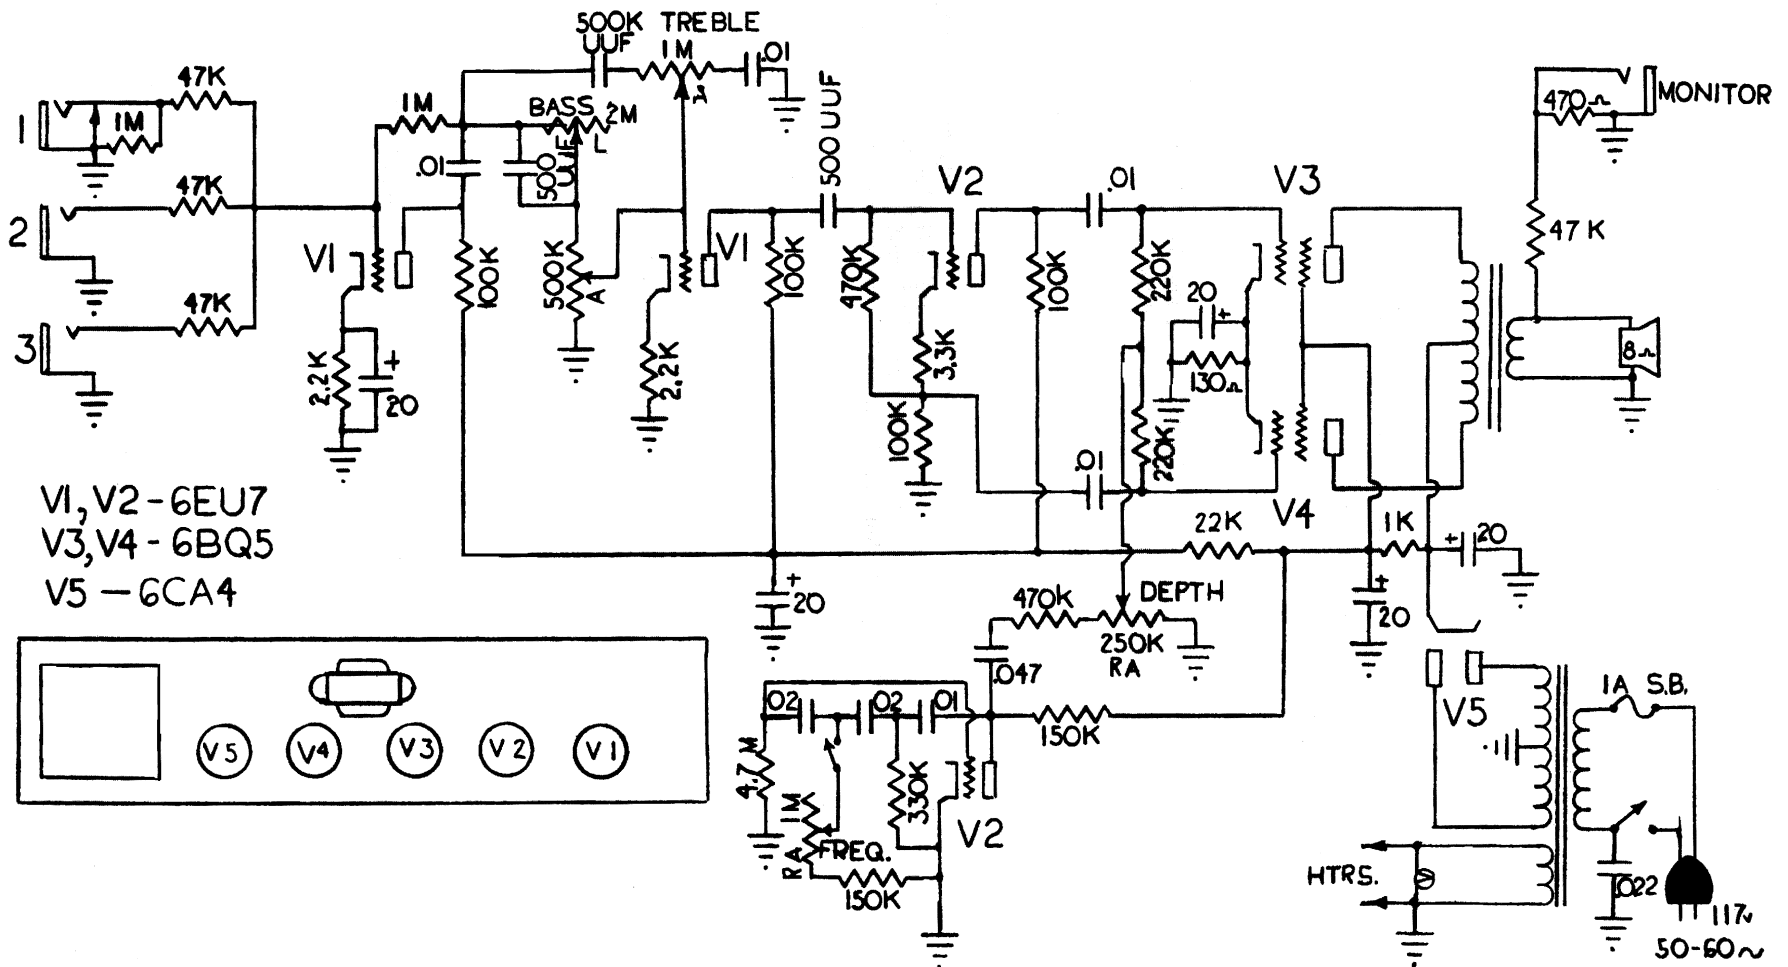 500K TREBLE
UUF
1M
.01
A
47K
1
1M
1M
BASS 2M
L
.01
500
UUF
500UUF
MONITOR
470Ω
47K
2
V1
100K
500K
A
V1
100K
470K
V2
.01
V3
100K
220K
47K
20
+
130Ω
8Ω
47K
3
2.2K
+
20
2.2K
3.3K
100K
220K
.01
V4
V1, V2 - 6EU7
V3, V4 - 6BQ5
V5 - 6CA4
22K
1K
+
20
+
20
+
20
470K
DEPTH
250K
RA
.047
.02
.02
.01
150K
4.7M
1M
RA
FREQ.
330K
150K
V2
V5
V4
V3
V2
V1
V5
1A S.B.
HTRS.
.022
117V
50-60~